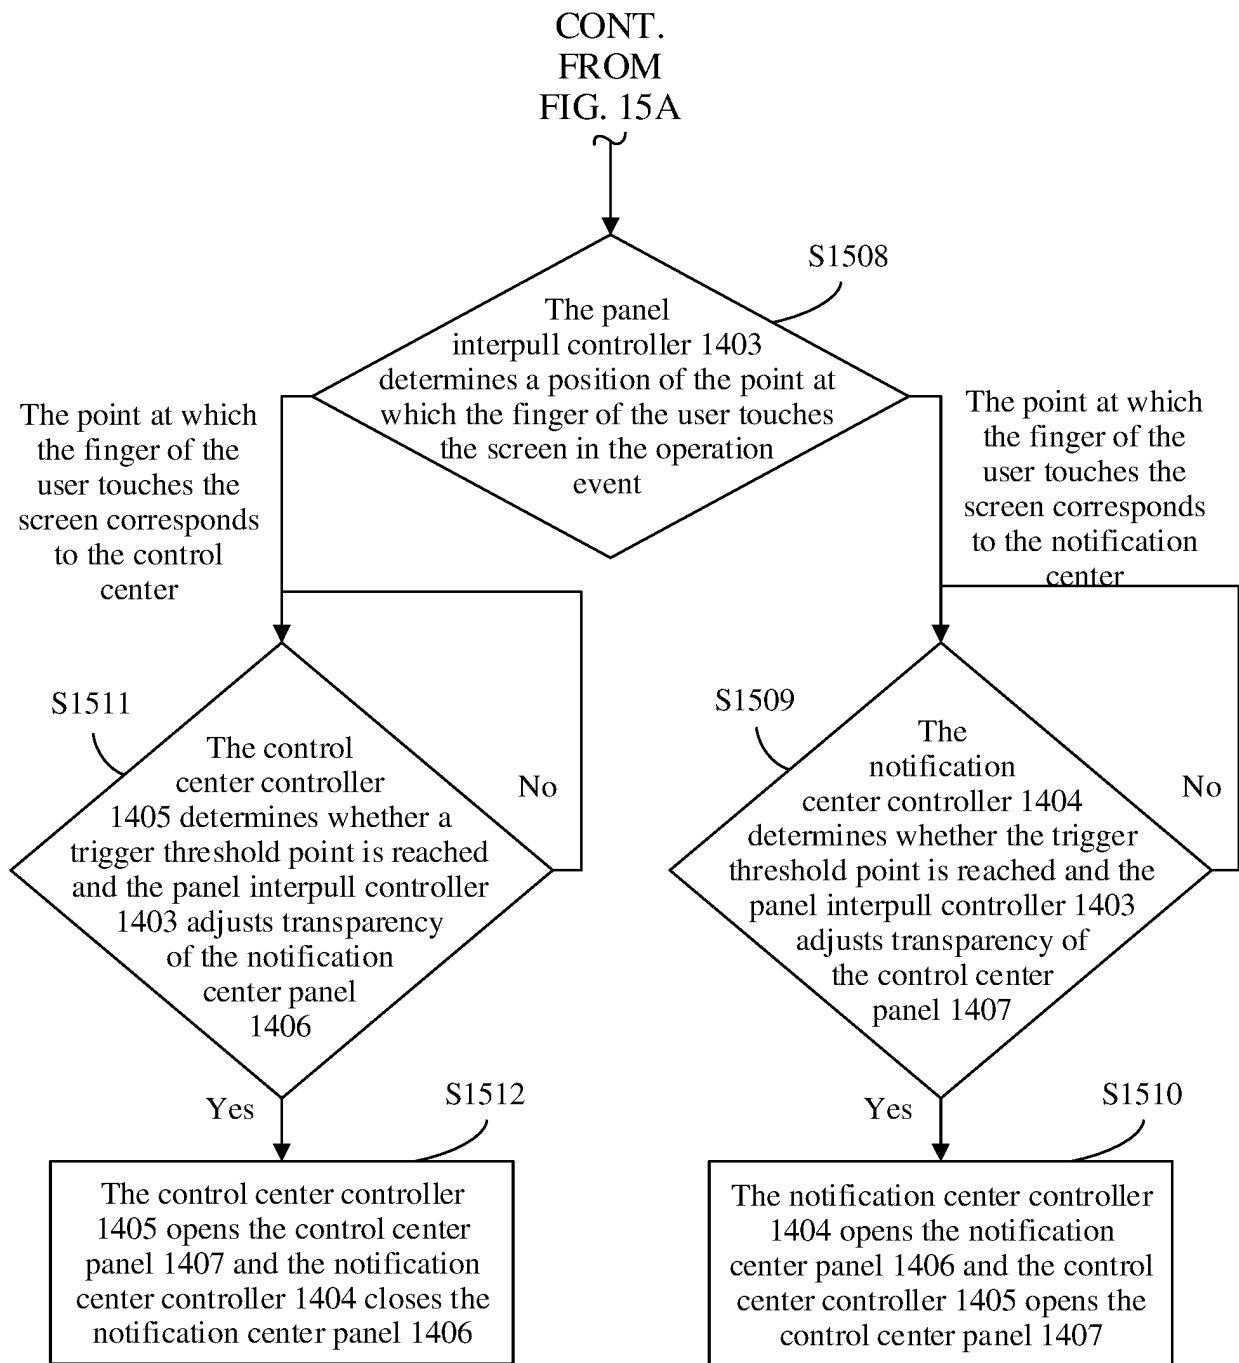 CONT.
FROM
FIG. 15A
S1508
The panel
interpull controller 1403
determines a position of the point at
which the finger of the user touches
the screen in the operation
event
The point at which
the finger of the
user touches the
screen corresponds
to the control
center
The point at which
the finger of the
user touches the
screen corresponds
to the notification
center
S1511
The control
center controller
1405 determines whether a
trigger threshold point is reached
and the panel interpull controller
1403 adjusts transparency
of the notification
center panel
1406
No
S1509
The
notification
center controller 1404
determines whether the trigger
threshold point is reached and the
panel interpull controller 1403
adjusts transparency of
the control center
panel 1407
No
Yes
S1512
The control center controller
1405 opens the control center
panel 1407 and the notification
center controller 1404 closes the
notification center panel 1406
Yes
S1510
The notification center controller
1404 opens the notification
center panel 1406 and the control
center controller 1405 opens the
control center panel 1407